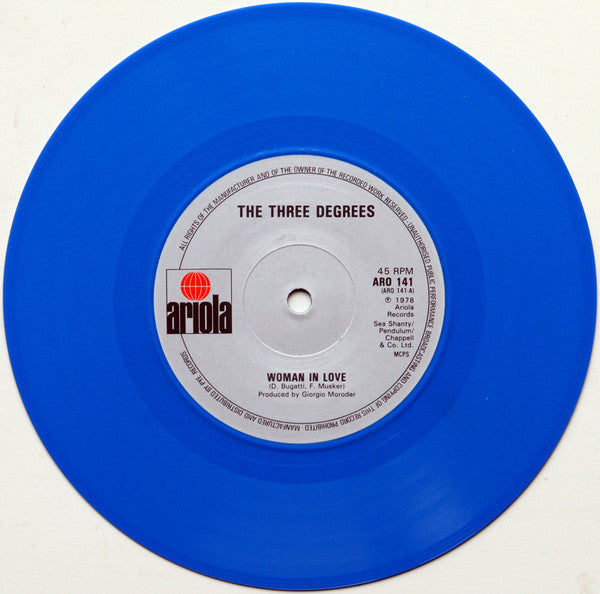 ALL RIGHTS OF THE MANUFACTURER, AND OF THE OWNER OF THE RECORDED WORK, RESERVED - UNAUTHORISED PUBLIC PERFORMANCE BROADCASTING AND COPYING OF THIS RECORD PROHIBITED
THE THREE DEGREES
45 RPM
ARO 141
(ARO 141-A)
℗ 1978
Ariola
Records
Sea Shanty/
Pendulum/
Chappell
& Co. Ltd.
MCPS
ariola
WOMAN IN LOVE
(D. Bugatti, F. Musker)
Produced by Giorgio Moroder
MANFACTURED AND DISTRIBUTED BY PYE RECORDS